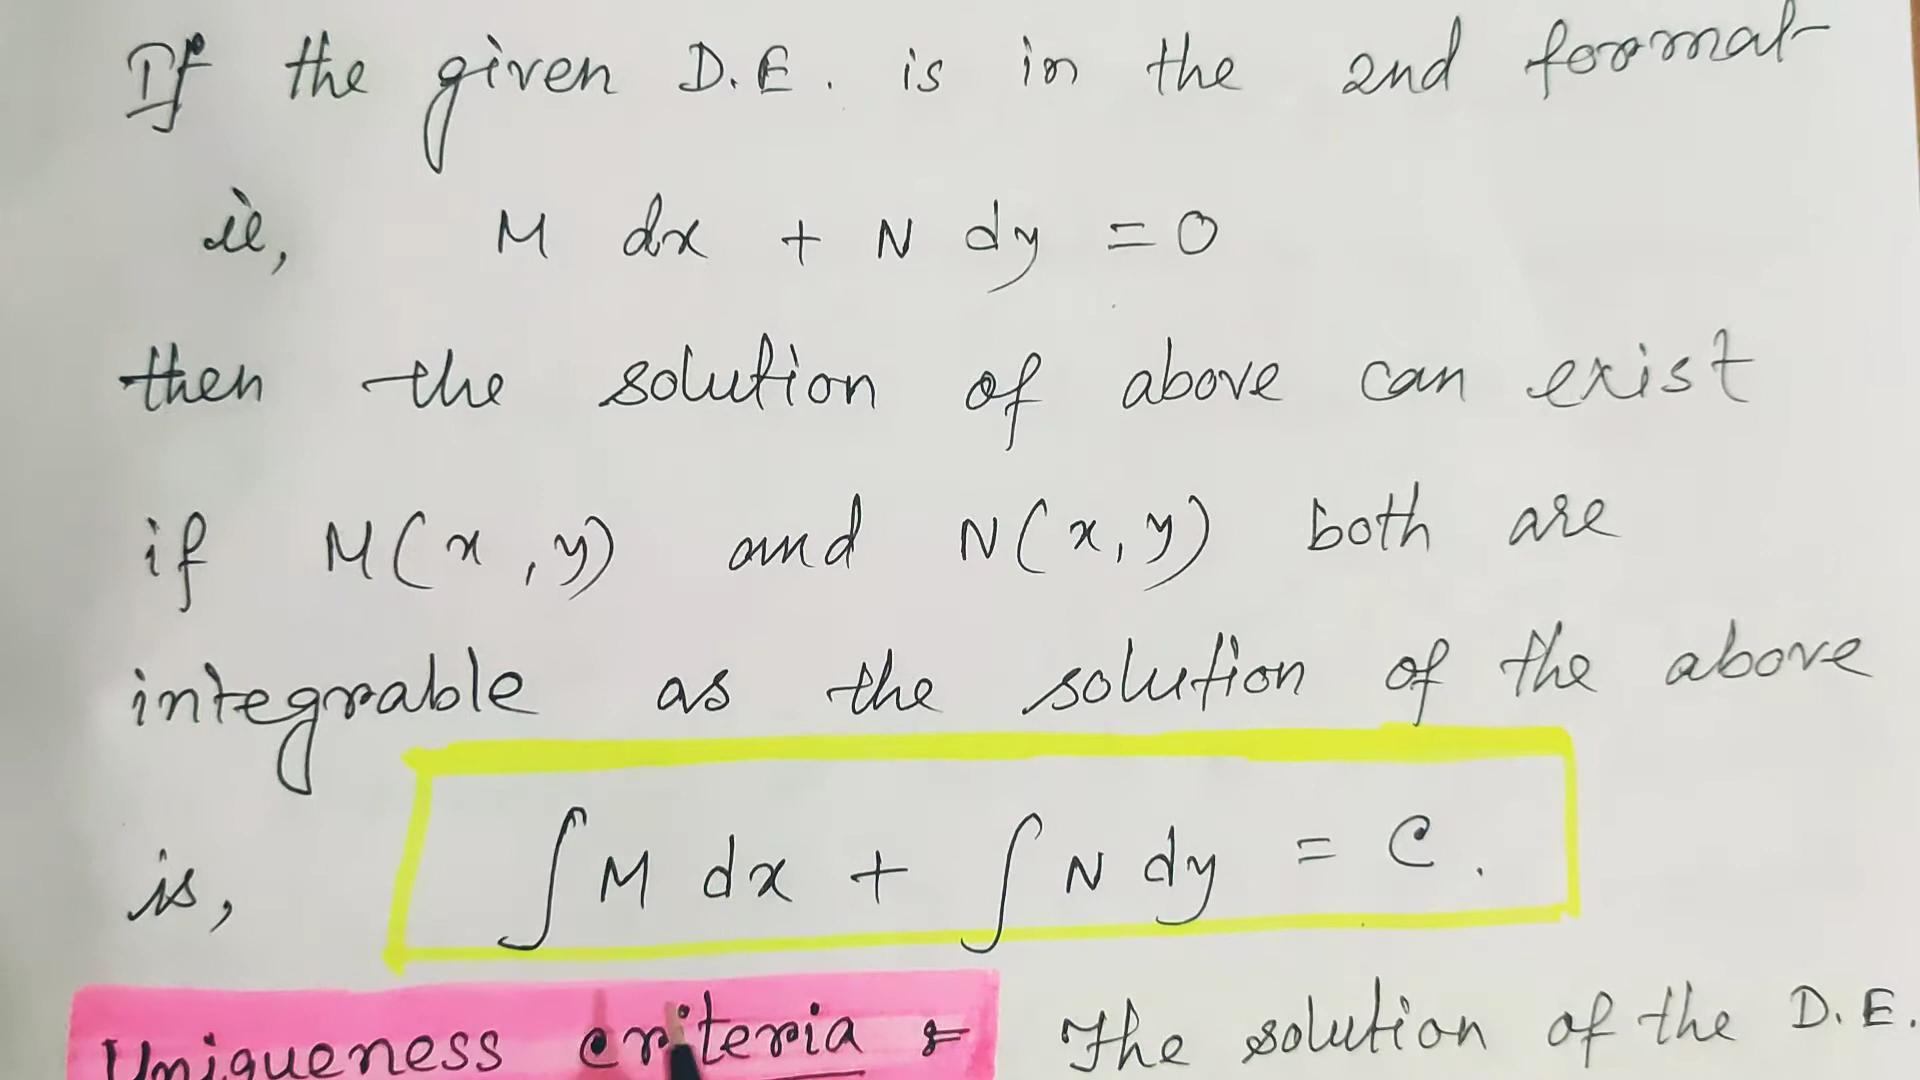 If the given D.E. is in the 2nd format
ie, M dx + N dy = 0
then the solution of above can exist
if M(x,y) and N(x,y) both are
integrable as the solution of the above
is, ∫ M dx + ∫ N dy = C.
Uniqueness criteria :- The solution of the D.E.